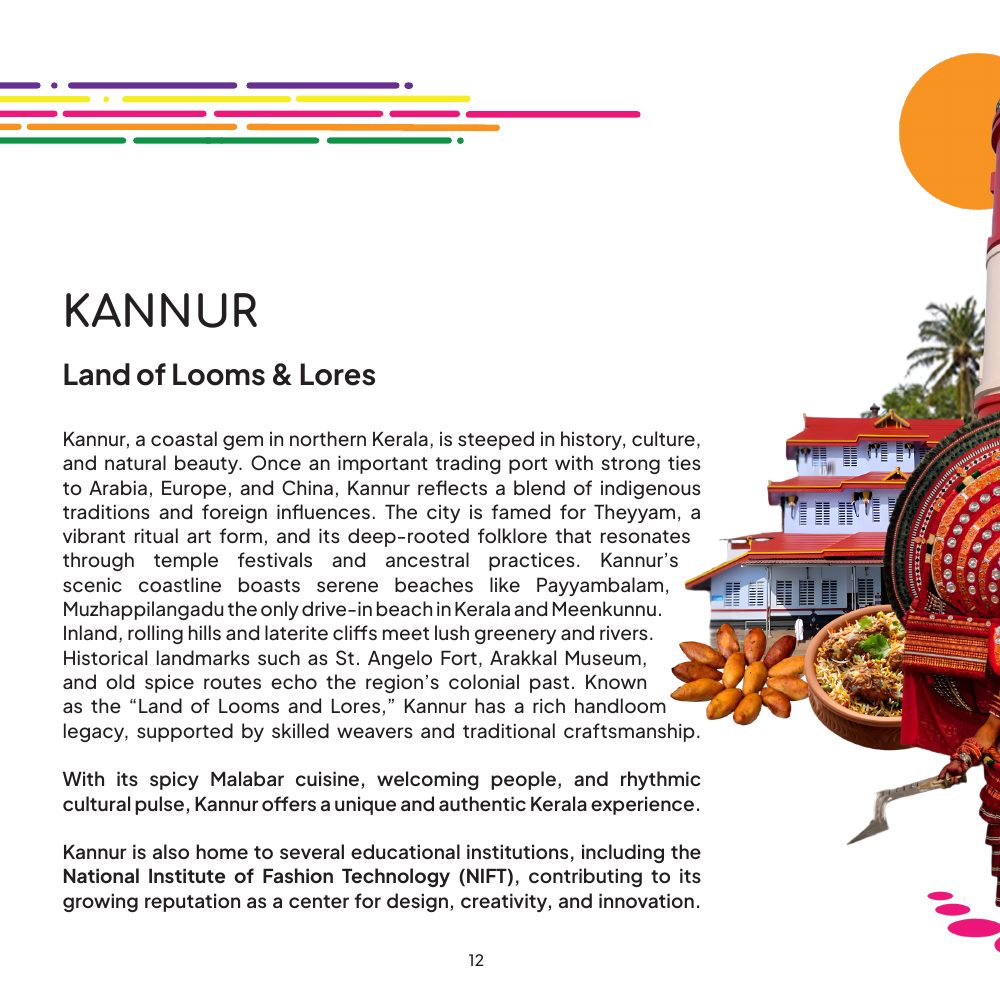 KANNUR
Land of Looms & Lores
Kannur, a coastal gem in northern Kerala, is steeped in history, culture,
and natural beauty. Once an important trading port with strong ties
to Arabia, Europe, and China, Kannur reflects a blend of indigenous
traditions and foreign influences. The city is famed for Theyyam, a
vibrant ritual art form, and its deep-rooted folklore that resonates
through temple festivals and ancestral practices. Kannur’s
scenic coastline boasts serene beaches like Payyambalam,
Muzhappilangadu the only drive-in beach in Kerala and Meenkunnu.
Inland, rolling hills and laterite cliffs meet lush greenery and rivers.
Historical landmarks such as St. Angelo Fort, Arakkal Museum,
and old spice routes echo the region’s colonial past. Known
as the “Land of Looms and Lores,” Kannur has a rich handloom
legacy, supported by skilled weavers and traditional craftsmanship.
With its spicy Malabar cuisine, welcoming people, and rhythmic
cultural pulse, Kannur offers a unique and authentic Kerala experience.
Kannur is also home to several educational institutions, including the
National Institute of Fashion Technology (NIFT), contributing to its
growing reputation as a center for design, creativity, and innovation.
12